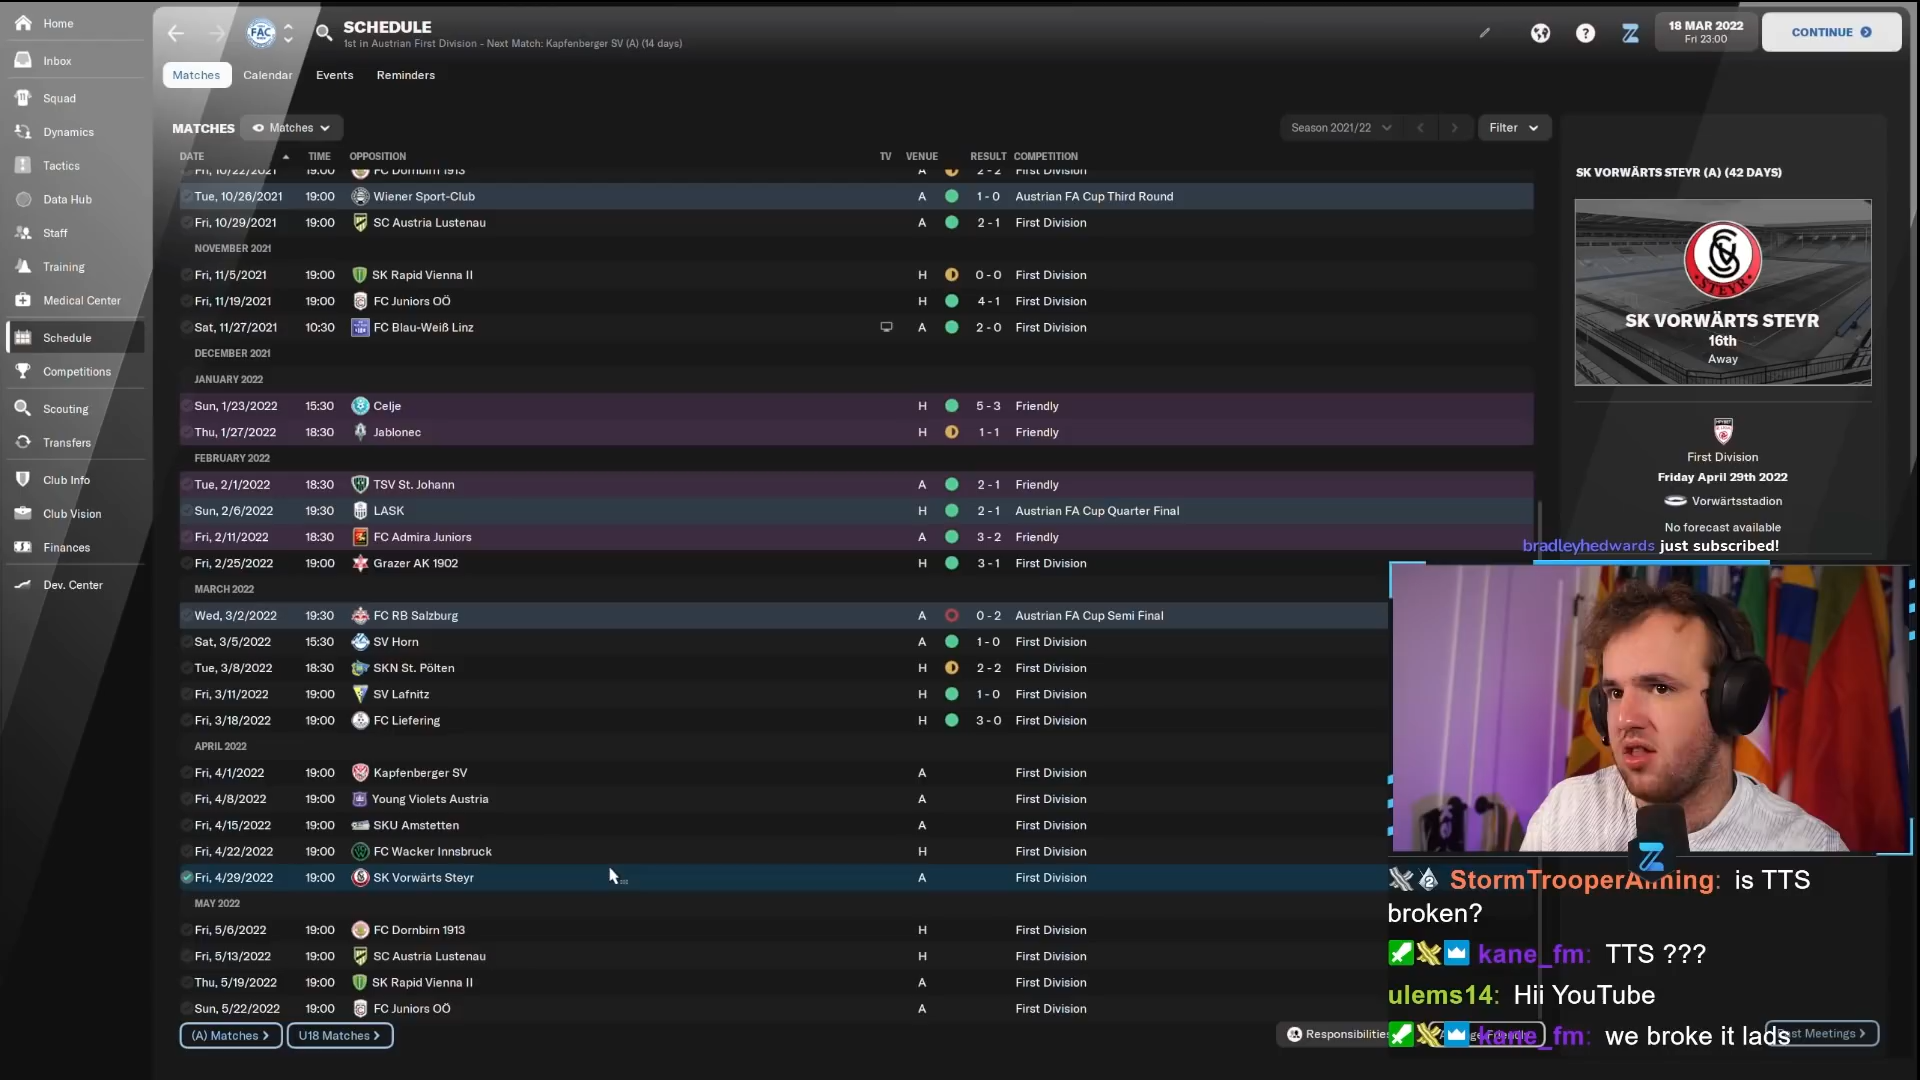 Home
Inbox
Squad
Dynamics
Tactics
Data Hub
Staff
Training
Medical Center
Schedule
Competitions
Scouting
Transfers
Club Info
Club Vision
Finances
Dev. Center
FAC
SCHEDULE
1st in Austrian First Division - Next Match: Kapfenberger SV (A) (14 days)
18 MAR 2022
Fri 23:00
CONTINUE
Matches Calendar Events Reminders
MATCHES Matches
Season 2021/22 Filter
DATE TIME OPPOSITION TV VENUE RESULT COMPETITION
Fri, 10/22/2021 19:00 FC Dornbirn 1913 A 2 - 2 First Division
Tue, 10/26/2021 19:00 Wiener Sport-Club A 1 - 0 Austrian FA Cup Third Round
Fri, 10/29/2021 19:00 SC Austria Lustenau A 2 - 1 First Division
NOVEMBER 2021
Fri, 11/5/2021 19:00 SK Rapid Vienna II H 0 - 0 First Division
Fri, 11/19/2021 19:00 FC Juniors OÖ H 4 - 1 First Division
Sat, 11/27/2021 10:30 FC Blau-Weiß Linz A 2 - 0 First Division
DECEMBER 2021
JANUARY 2022
Sun, 1/23/2022 15:30 Celje H 5 - 3 Friendly
Thu, 1/27/2022 18:30 Jablonec H 1 - 1 Friendly
FEBRUARY 2022
Tue, 2/1/2022 18:30 TSV St. Johann A 2 - 1 Friendly
Sun, 2/6/2022 19:30 LASK H 2 - 1 Austrian FA Cup Quarter Final
Fri, 2/11/2022 18:30 FC Admira Juniors A 3 - 2 Friendly
Fri, 2/25/2022 19:00 Grazer AK 1902 H 3 - 1 First Division
MARCH 2022
Wed, 3/2/2022 19:30 FC RB Salzburg A 0 - 2 Austrian FA Cup Semi Final
Sat, 3/5/2022 15:30 SV Horn A 1 - 0 First Division
Tue, 3/8/2022 18:30 SKN St. Pölten H 2 - 2 First Division
Fri, 3/11/2022 19:00 SV Lafnitz H 1 - 0 First Division
Fri, 3/18/2022 19:00 FC Liefering H 3 - 0 First Division
APRIL 2022
Fri, 4/1/2022 19:00 Kapfenberger SV A First Division
Fri, 4/8/2022 19:00 Young Violets Austria A First Division
Fri, 4/15/2022 19:00 SKU Amstetten A First Division
Fri, 4/22/2022 19:00 FC Wacker Innsbruck H First Division
Fri, 4/29/2022 19:00 SK Vorwärts Steyr A First Division
MAY 2022
Fri, 5/6/2022 19:00 FC Dornbirn 1913 H First Division
Fri, 5/13/2022 19:00 SC Austria Lustenau H First Division
Thu, 5/19/2022 19:00 SK Rapid Vienna II A First Division
Sun, 5/22/2022 19:00 FC Juniors OÖ A First Division
(A) Matches U18 Matches
Responsibilities
Past Meetings
SK VORWÄRTS STEYR (A) (42 DAYS)
STEYR
SK VORWÄRTS STEYR
16th
Away
First Division
Friday April 29th 2022
Vorwärtsstadion
No forecast available
bradleyhedwards just subscribed!
StormTrooperAiming: is TTS
broken?
kane_fm: TTS ???
ulems14: Hii YouTube
kane_fm: we broke it lads